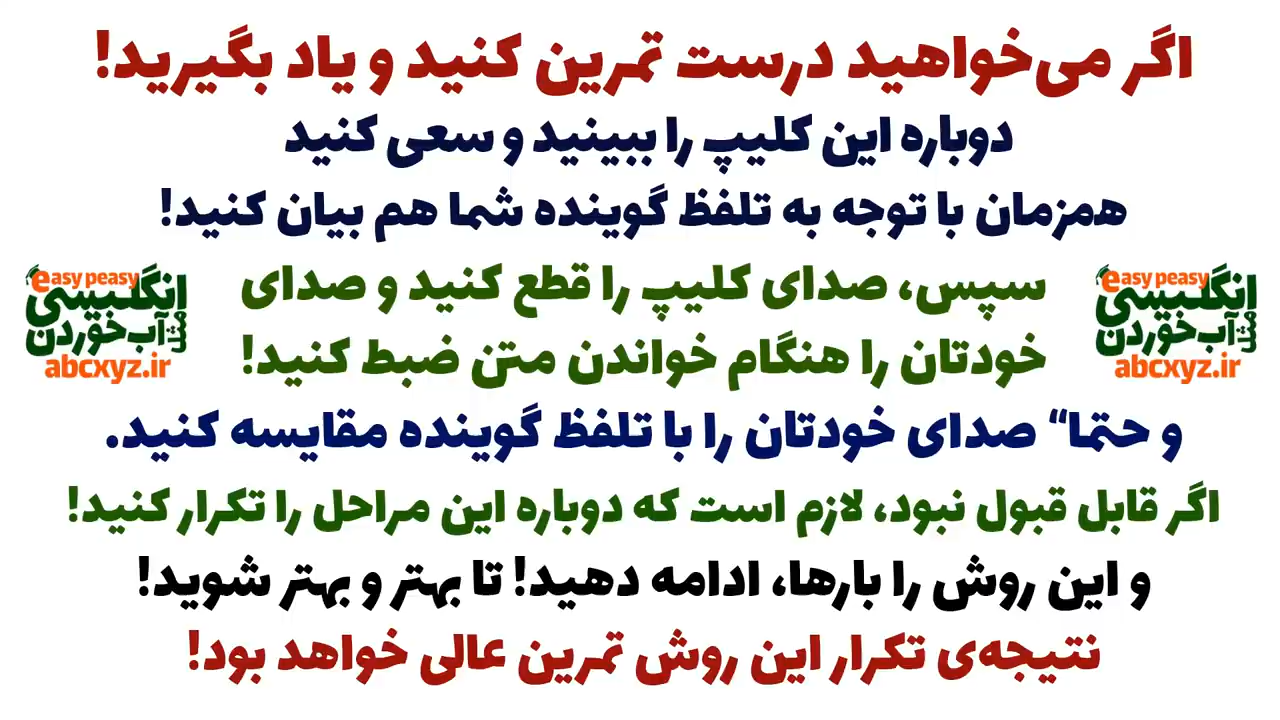 اگر می‌خواهید درست تمرین کنید و یاد بگیرید!
دوباره این کلیپ را ببینید و سعی کنید
همزمان با توجه به تلفظ گوینده شما هم بیان کنید!
سپس، صدای کلیپ را قطع کنید و صدای
خودتان را هنگام خواندن متن ضبط کنید!
و حتما“ صدای خودتان را با تلفظ گوینده مقایسه کنید.
اگر قابل قبول نبود، لازم است که دوباره این مراحل را تکرار کنید!
و این روش را بارها، ادامه دهید! تا بهتر و بهتر شوید!
نتیجه‌ی تکرار این روش تمرین عالی خواهد بود!
easy peasy
انگلیسی
مثل آب خوردن
abcxyz.ir
easy peasy
انگلیسی
مثل آب خوردن
abcxyz.ir